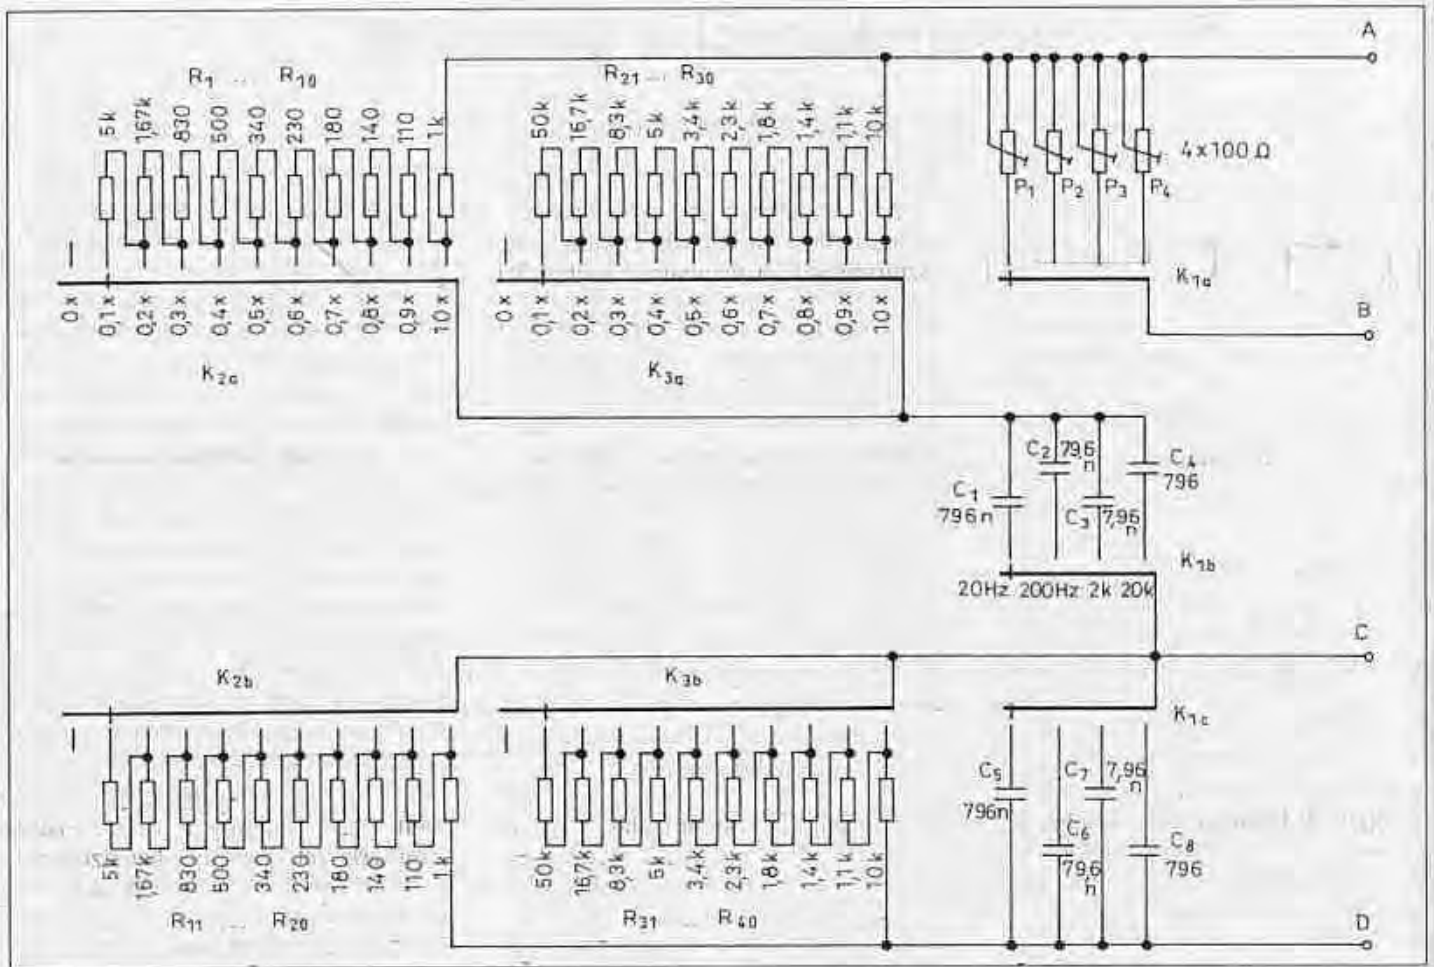 A
R1 ... R10
R21 ... R30
5k 1,67k 830 500 340 230 180 140 110 1k
50k 16,7k 8,3k 5k 3,4k 2,3k 1,8k 1,4k 1,1k 10k
4x100 Ω
P1 P2 P3 P4
K1a
0x 0,1x 0,2x 0,3x 0,4x 0,5x 0,6x 0,7x 0,8x 0,9x 1.0x
0x 0,1x 0,2x 0,3x 0,4x 0,5x 0,6x 0,7x 0,8x 0,9x 1.0x
B
K2a
K3a
C1
796n
C2 79,6
n
C3 7,96
n
C4
796
K1b
20Hz 200Hz 2k 20k
C
K2b
K3b
K1c
C5
796n
C6
79,6
n
C7 7,96
n
C8
796
5k 1,67k 830 500 340 230 180 140 110 1k
50k 16,7k 8,3k 5k 3,4k 2,3k 1,8k 1,4k 1,1k 10k
R11 ... R20
R31 ... R40
D